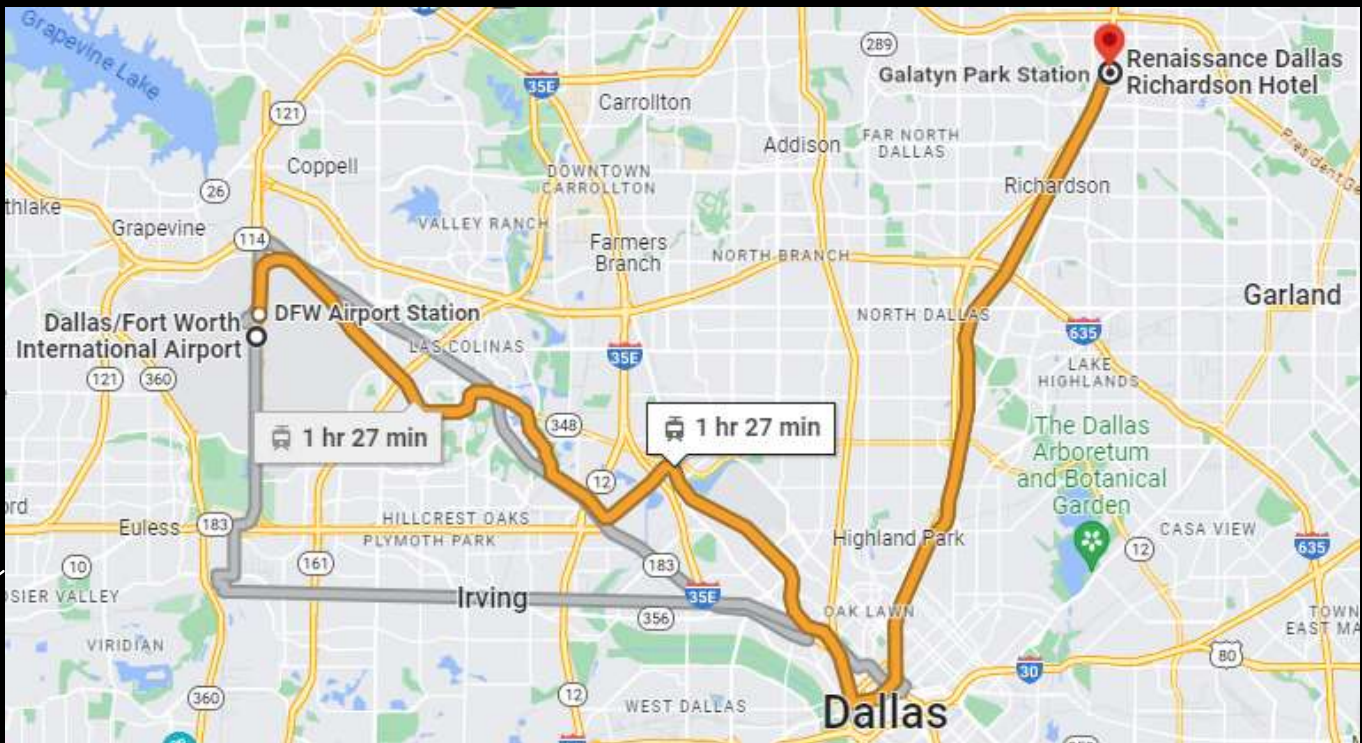 Grapevine Lake
289
Galatyn Park Station
Renaissance Dallas
Richardson Hotel
35E
Carrollton
121
Addison
FAR NORTH
DALLAS
Coppell
DOWNTOWN
CARROLLTON
Richardson
26
thlake
Grapevine
VALLEY RANCH
114
Farmers
Branch
NORTH BRANCH
Garland
DFW Airport Station
NORTH DALLAS
Dallas/Fort Worth
International Airport
635
LAS COLINAS
35E
LAKE
HIGHLANDS
121
360
348
1 hr 27 min
1 hr 27 min
The Dallas
Arboretum
and Botanical
Garden
12
ord
Euless
183
HILLCREST OAKS
PLYMOTH PARK
Highland Park
CASA VIEW
12
635
10
161
183
OSIER VALLEY
Irving
35E
356
OAK LAWN
TOWN
EAST MA
VIRIDIAN
80
30
360
12
WEST DALLAS
Dallas